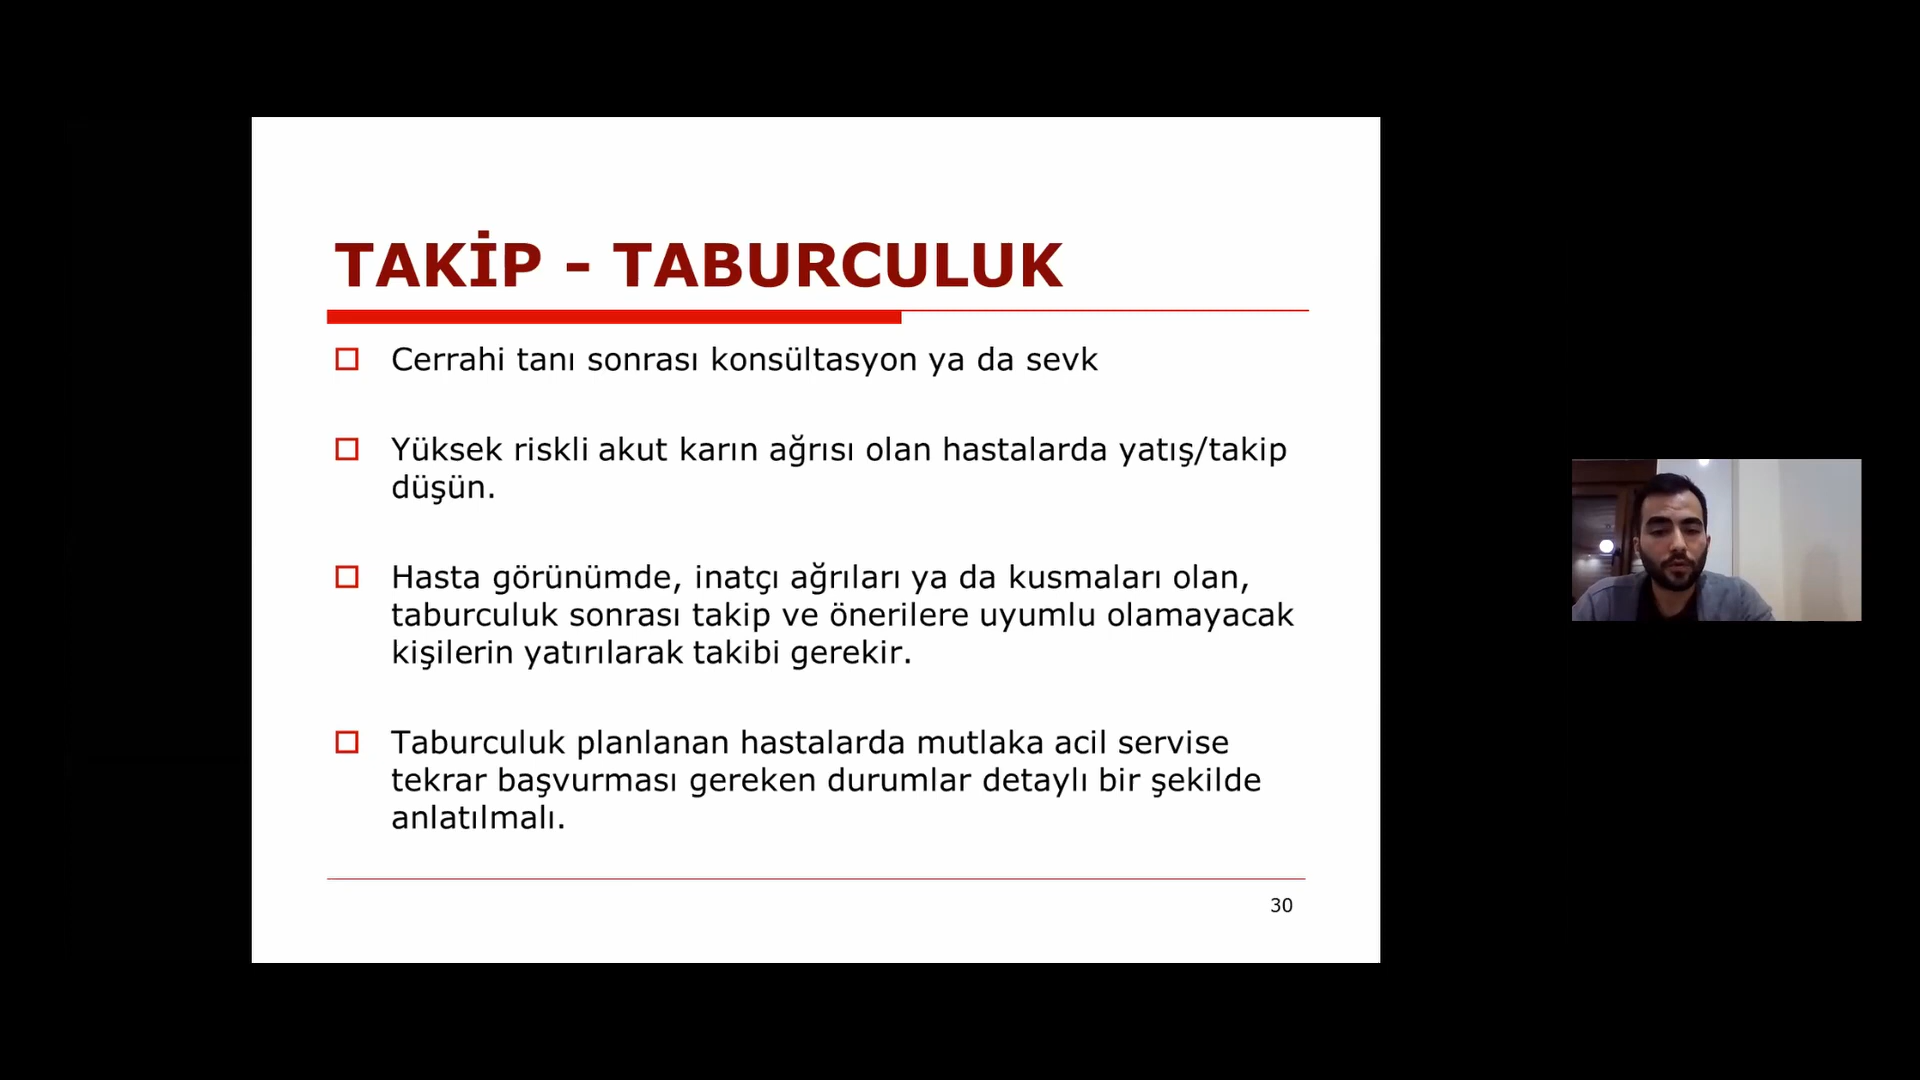 TAKİP - TABURCULUK
Cerrahi tanı sonrası konsültasyon ya da sevk
Yüksek riskli akut karın ağrısı olan hastalarda yatış/takip
düşün.
Hasta görünümde, inatçı ağrıları ya da kusmaları olan,
taburculuk sonrası takip ve önerilere uyumlu olamayacak
kişilerin yatırılarak takibi gerekir.
Taburculuk planlanan hastalarda mutlaka acil servise
tekrar başvurması gereken durumlar detaylı bir şekilde
anlatılmalı.
30